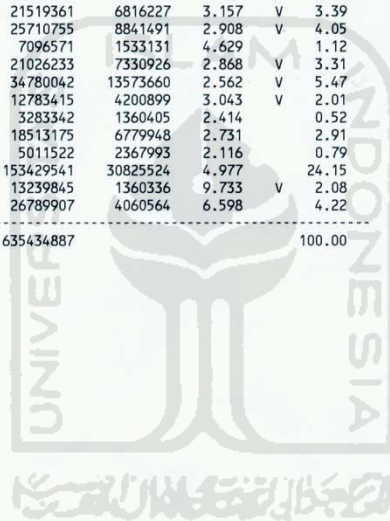 21519361 6816227 3.157 V 3.39
25710755 8841491 2.908 V 4.05
7096571 1533131 4.629 1.12
21026233 7330926 2.868 V 3.31
34780042 13573660 2.562 V 5.47
12783415 4200899 3.043 V 2.01
3283342 1360405 2.414 0.52
18513175 6779948 2.731 2.91
5011522 2367993 2.116 0.79
153429541 30825524 4.977 24.15
13239845 1360336 9.733 V 2.08
26789907 4060564 6.598 4.22
635434887 100.00
ISLAM
UNIVERSITAS
INDONESIA